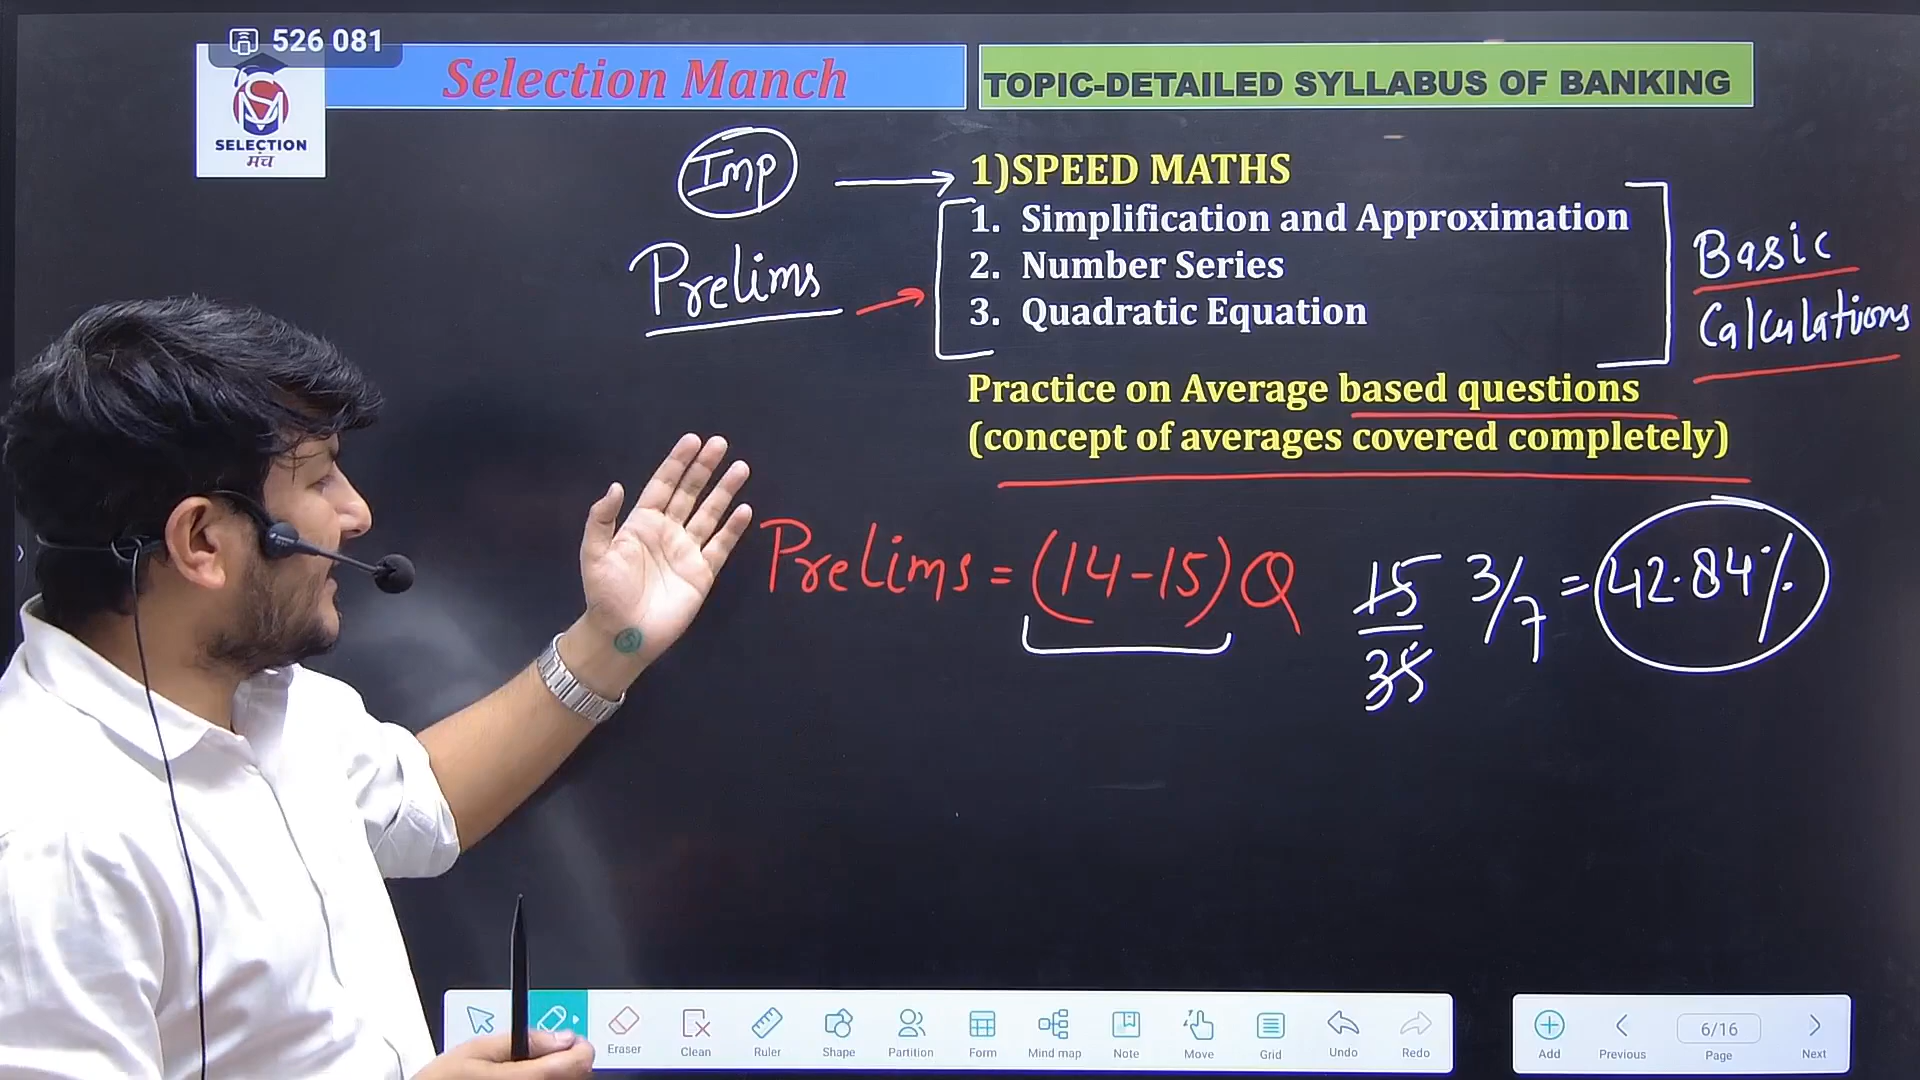 526 081
Selection Manch
TOPIC-DETAILED SYLLABUS OF BANKING
SM
SELECTION
मंच
Imp
1)SPEED MATHS
1. Simplification and Approximation
2. Number Series
3. Quadratic Equation
Prelims
Basic
Calculations
Practice on Average based questions
(concept of averages covered completely)
Prelims = (14-15)Q
15/35 3/7 = 42.84%
Eraser
Clean
Ruler
Shape
Partition
Form
Mind map
Note
Move
Grid
Undo
Redo
Add
Previous
6/16
Page
Next